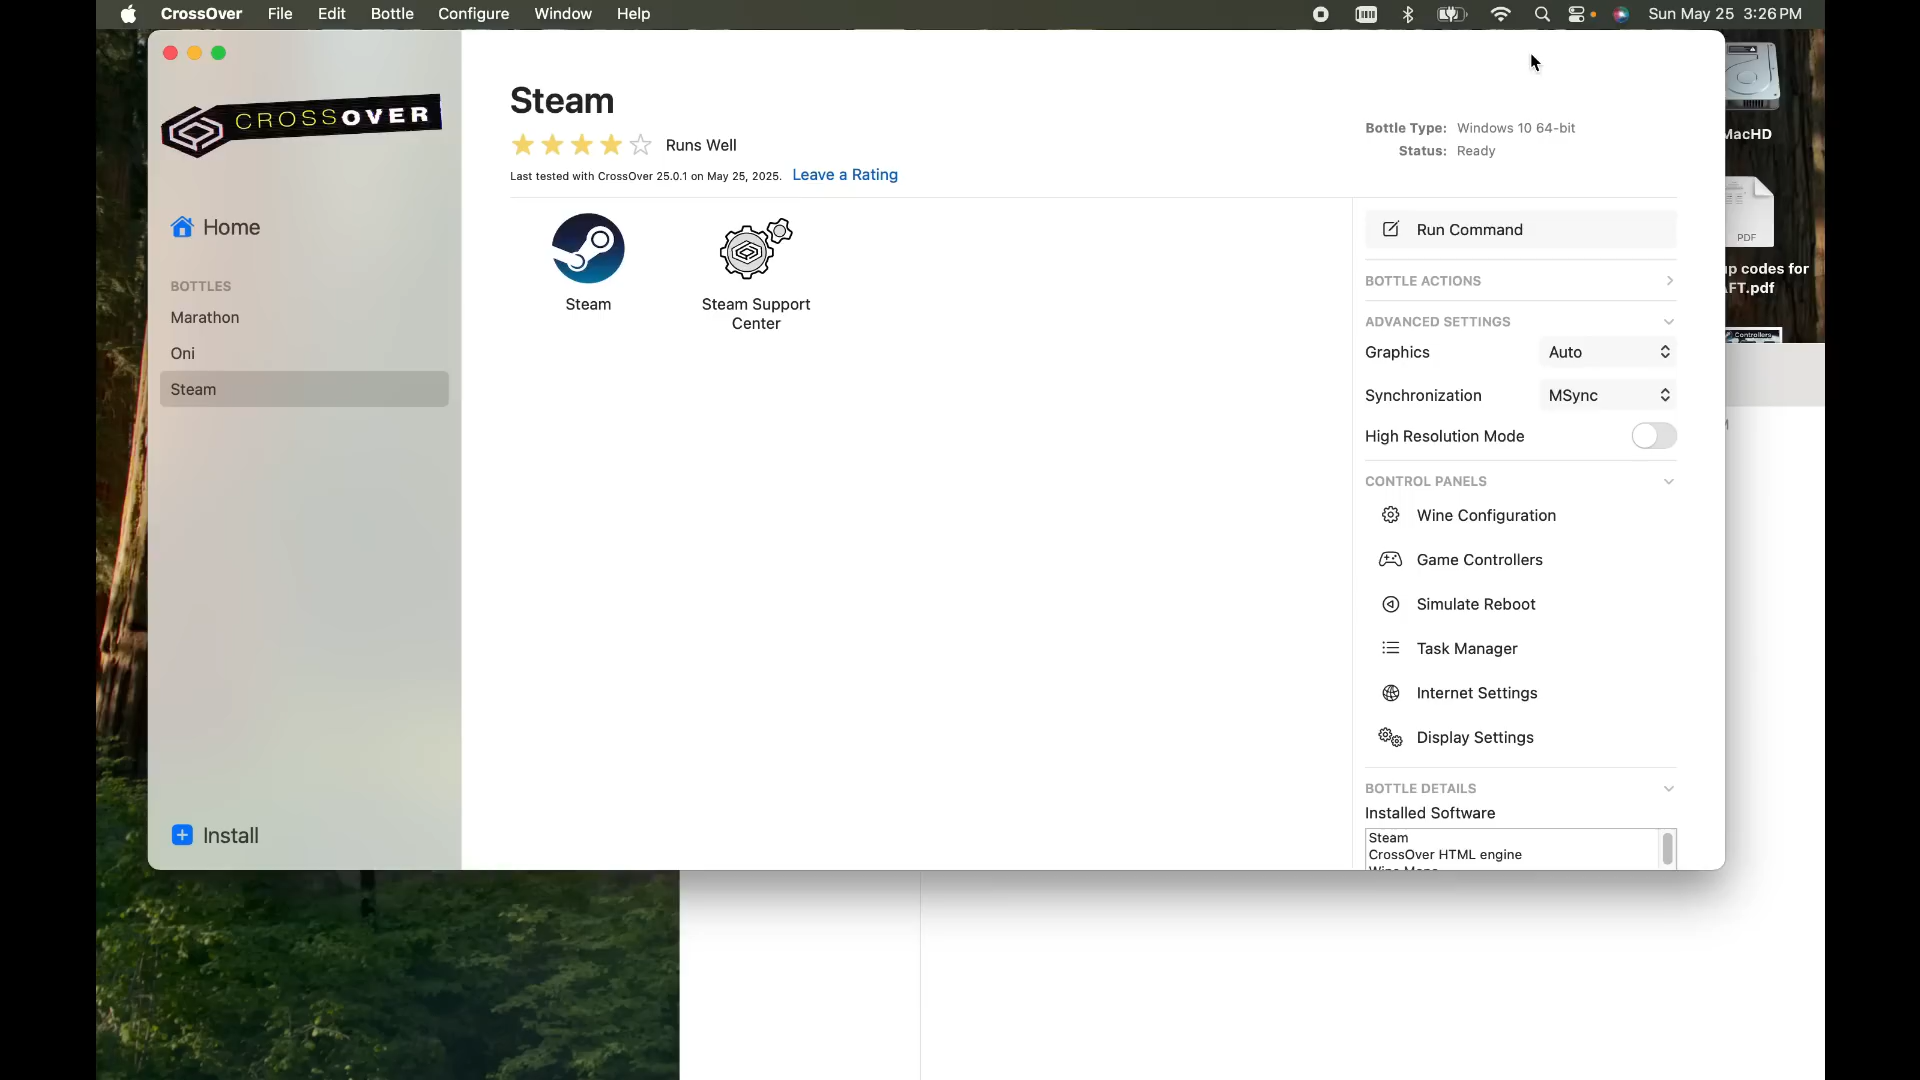 CrossOver File Edit Bottle Configure Window Help Sun May 25 3:26 PM
CROSSOVER
Home
BOTTLES
Marathon
Oni
Steam
Install
Steam
Runs Well
Last tested with CrossOver 25.0.1 on May 25, 2025. Leave a Rating
Steam
Steam Support
Center
Bottle Type: Windows 10 64-bit
Status: Ready
Run Command
BOTTLE ACTIONS
ADVANCED SETTINGS
Graphics Auto
Synchronization MSync
High Resolution Mode
CONTROL PANELS
Wine Configuration
Game Controllers
Simulate Reboot
Task Manager
Internet Settings
Display Settings
BOTTLE DETAILS
Installed Software
Steam
CrossOver HTML engine
MacHD
PDF
codes for
FT.pdf
Controllers